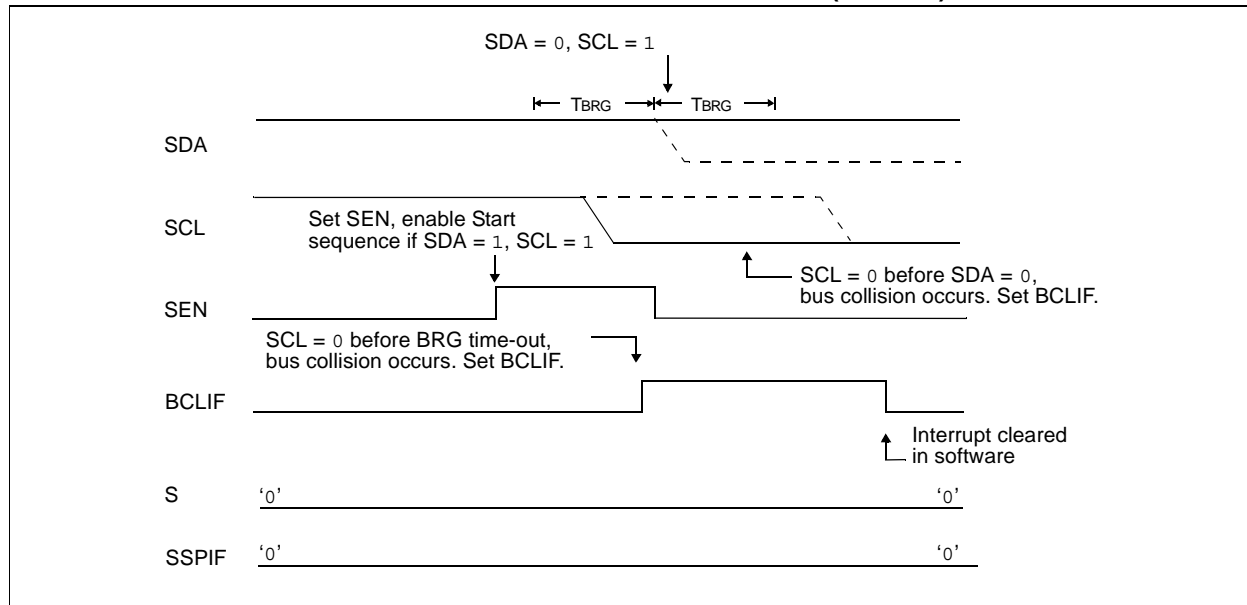 SDA = 0, SCL = 1
TBRG TBRG
SDA
SCL
Set SEN, enable Start
sequence if SDA = 1, SCL = 1
SCL = 0 before SDA = 0,
bus collision occurs. Set BCLIF.
SEN
SCL = 0 before BRG time-out,
bus collision occurs. Set BCLIF.
BCLIF
Interrupt cleared
in software
S ‘0’ ‘0’
SSPIF ‘0’ ‘0’